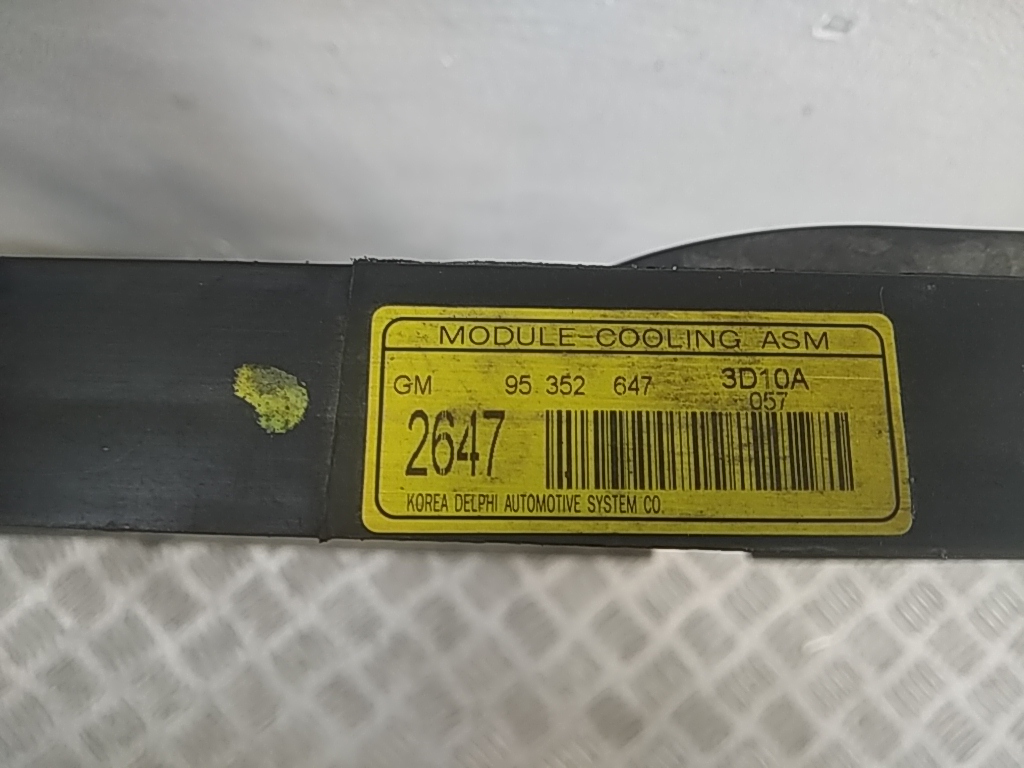 MODULE-COOLING ASM
GM 95 352 647 3D10A
057
2647
KOREA DELPHI AUTOMOTIVE SYSTEM CO.